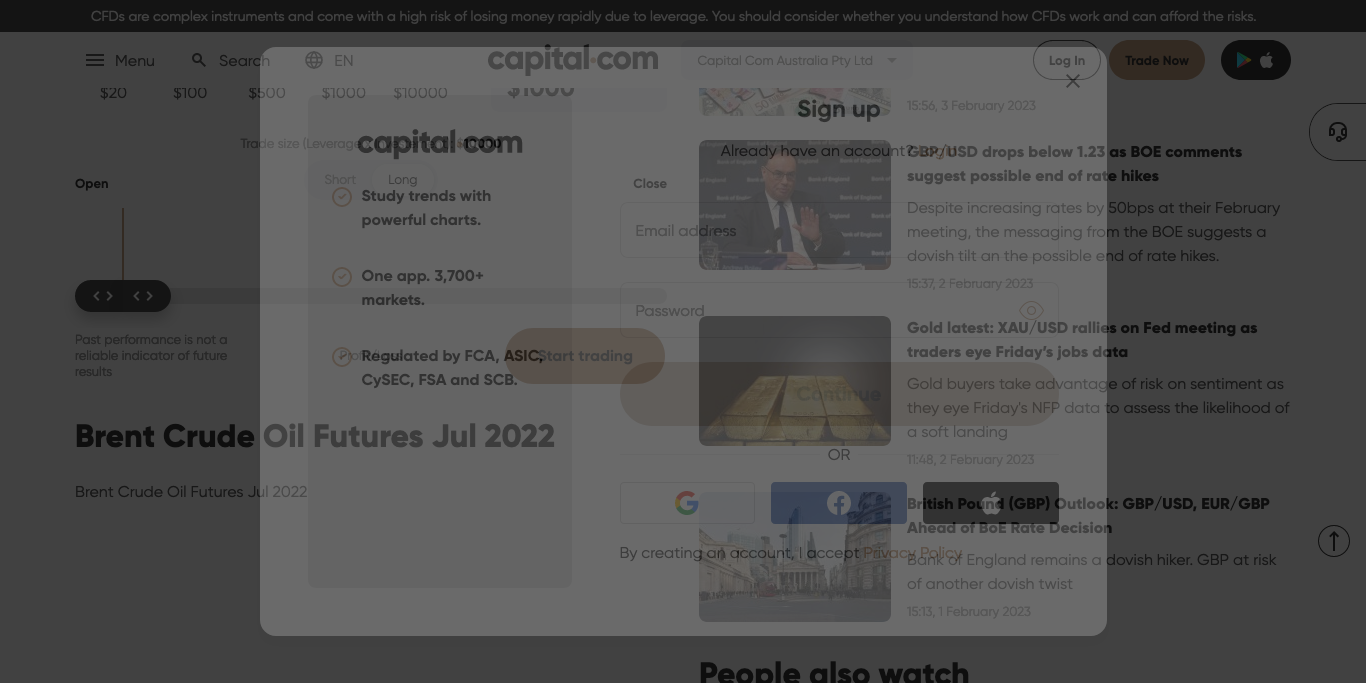 CFDs are complex instruments and come with a high risk of losing money rapidly due to leverage. You should consider whether you understand how CFDs work and can afford the risks.
Menu
Search
EN
capital.com
Capital Com Australia Pty Ltd
Log In
Trade Now
$20
$100
$500
$1000
$10000
$1000
Trade size (Leverage
$10000
Short
Long
Open
Close
Past performance is not a
reliable indicator of future
results
Start trading
Brent Crude Oil Futures Jul 2022
Brent Crude Oil Futures Jul 2022
capital.com
Study trends with
powerful charts.
One app. 3,700+
markets.
Regulated by FCA, ASIC,
CySEC, FSA and SCB.
Sign up
Already have an account?
Email address
Password
Continue
OR
By creating an account, I accept Privacy Policy
15:56, 3 February 2023
GBP/USD drops below 1.23 as BOE comments
suggest possible end of rate hikes
Despite increasing rates by 50bps at their February
meeting, the messaging from the BOE suggests a
dovish tilt an the possible end of rate hikes.
15:37, 2 February 2023
Gold latest: XAU/USD rallies on Fed meeting as
traders eye Friday's jobs data
Gold buyers take advantage of risk on sentiment as
they eye Friday's NFP data to assess the likelihood of
a soft landing
11:48, 2 February 2023
British Pound (GBP) Outlook: GBP/USD, EUR/GBP
Ahead of BoE Rate Decision
Bank of England remains a dovish hiker. GBP at risk
of another dovish twist
15:13, 1 February 2023
People also watch